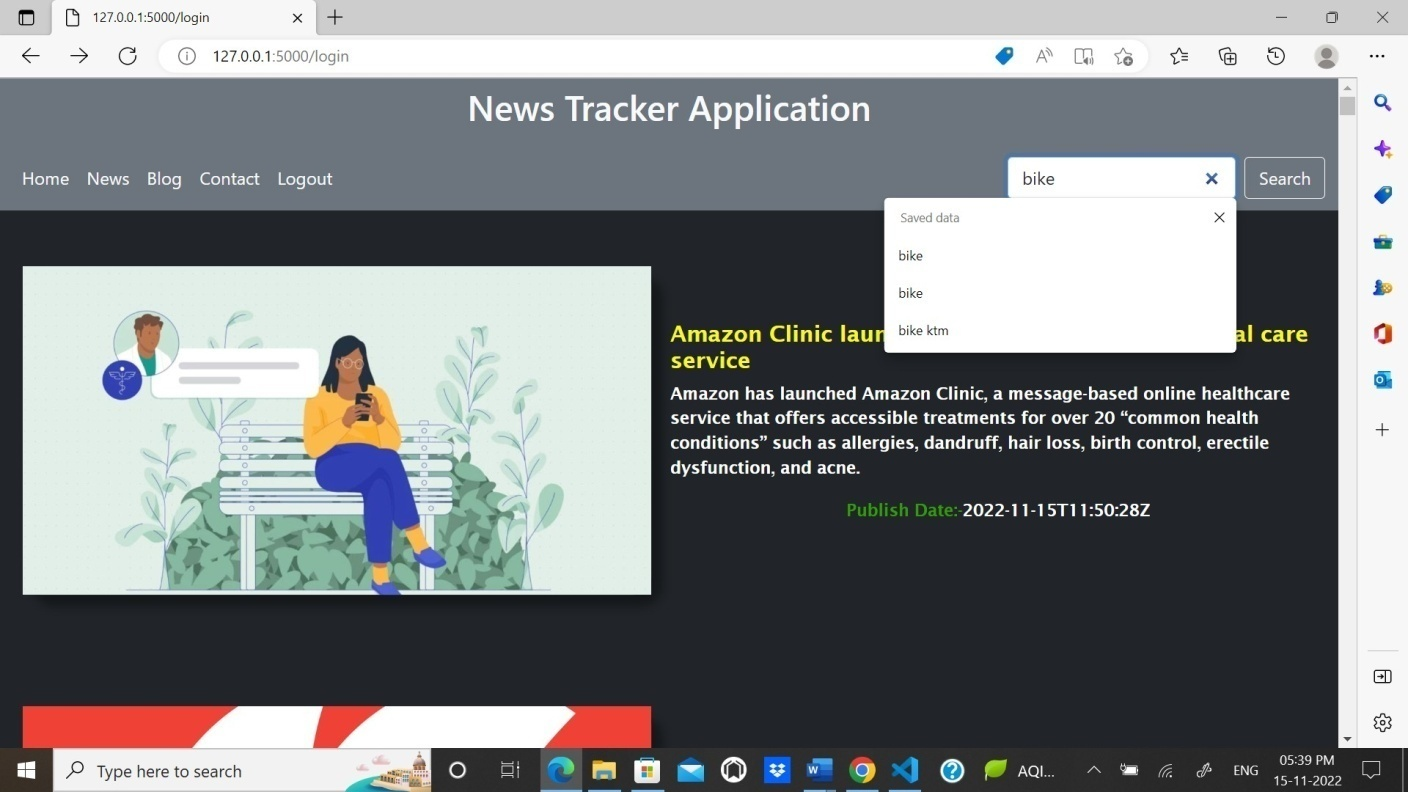 127.0.0.1:5000/login
127.0.0.1:5000/login
News Tracker Application
Home News Blog Contact Logout
bike
Search
Saved data
bike
bike
bike ktm
Amazon Clinic laun al care
service
Amazon has launched Amazon Clinic, a message-based online healthcare
service that offers accessible treatments for over 20 “common health
conditions” such as allergies, dandruff, hair loss, birth control, erectile
dysfunction, and acne.
Publish Date:-2022-11-15T11:50:28Z
Type here to search
AQI...
ENG
05:39 PM
15-11-2022